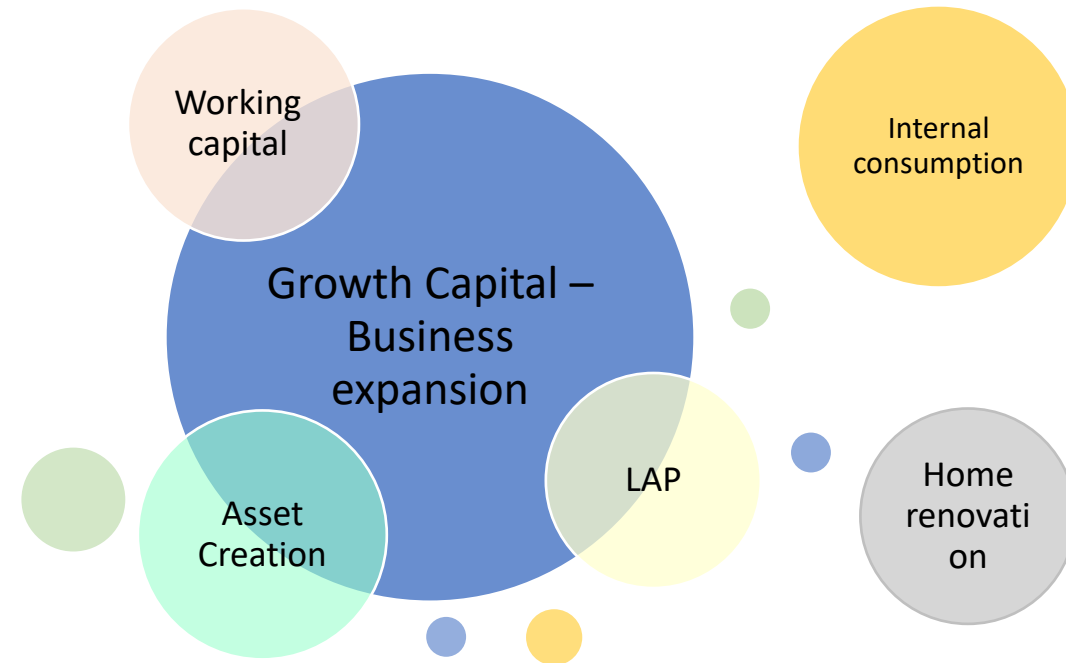 Working
capital
Internal
consumption
Growth Capital –
Business
expansion
LAP
Home
renovati
on
Asset
Creation